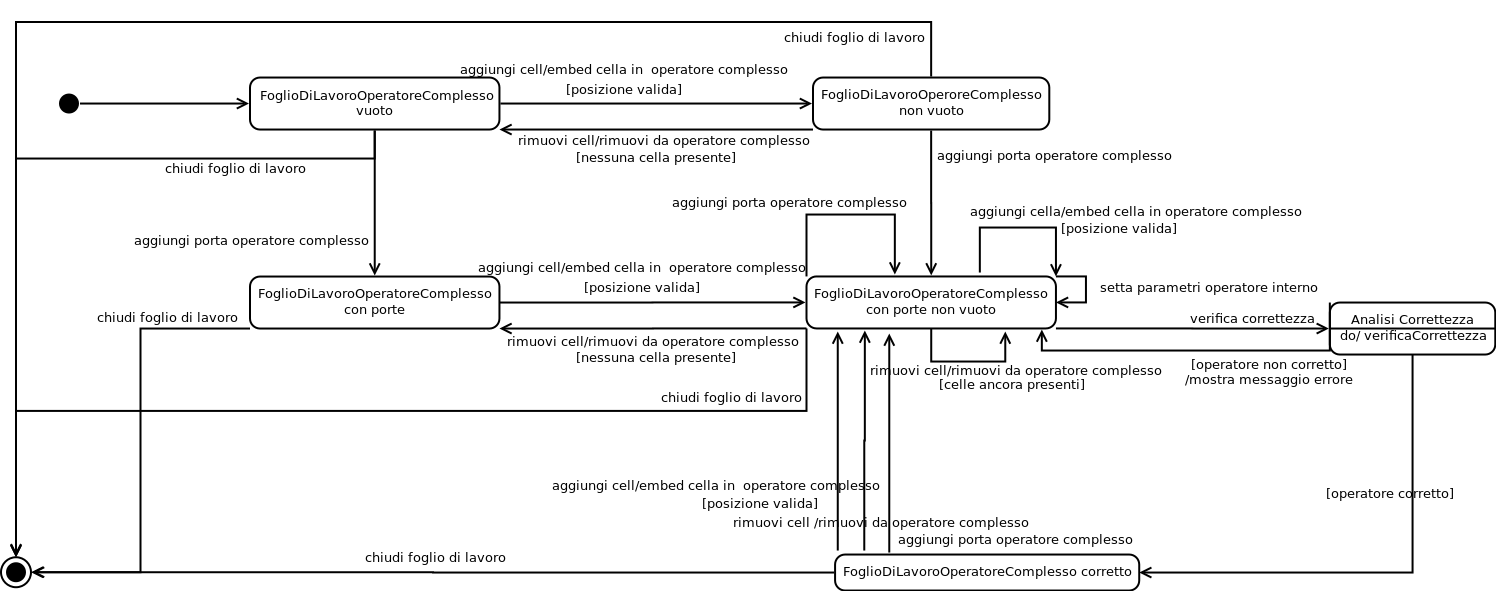 chiudi foglio di lavoro
aggiungi cell/embed cella in  operatore complesso
[posizione valida]
FoglioDiLavoroOperatoreComplesso
vuoto
FoglioDiLavoroOperoreComplesso
non vuoto
rimuovi cell/rimuovi da operatore complesso
[nessuna cella presente]
aggiungi porta operatore complesso
chiudi foglio di lavoro
aggiungi porta operatore complesso
aggiungi cella/embed cella in operatore complesso
[posizione valida]
aggiungi porta operatore complesso
aggiungi cell/embed cella in  operatore complesso
[posizione valida]
setta parametri operatore interno
FoglioDiLavoroOperatoreComplesso
con porte
FoglioDiLavoroOperatoreComplesso
con porte non vuoto
chiudi foglio di lavoro
verifica correttezza
Analisi Correttezza
do/ verificaCorrettezza
rimuovi cell/rimuovi da operatore complesso
[nessuna cella presente]
rimuovi cell/rimuovi da operatore complesso
[celle ancora presenti]
[operatore non corretto]
/mostra messaggio errore
chiudi foglio di lavoro
aggiungi cell/embed cella in  operatore complesso
[posizione valida]
[operatore corretto]
rimuovi cell /rimuovi da operatore complesso
aggiungi porta operatore complesso
chiudi foglio di lavoro
FoglioDiLavoroOperatoreComplesso corretto